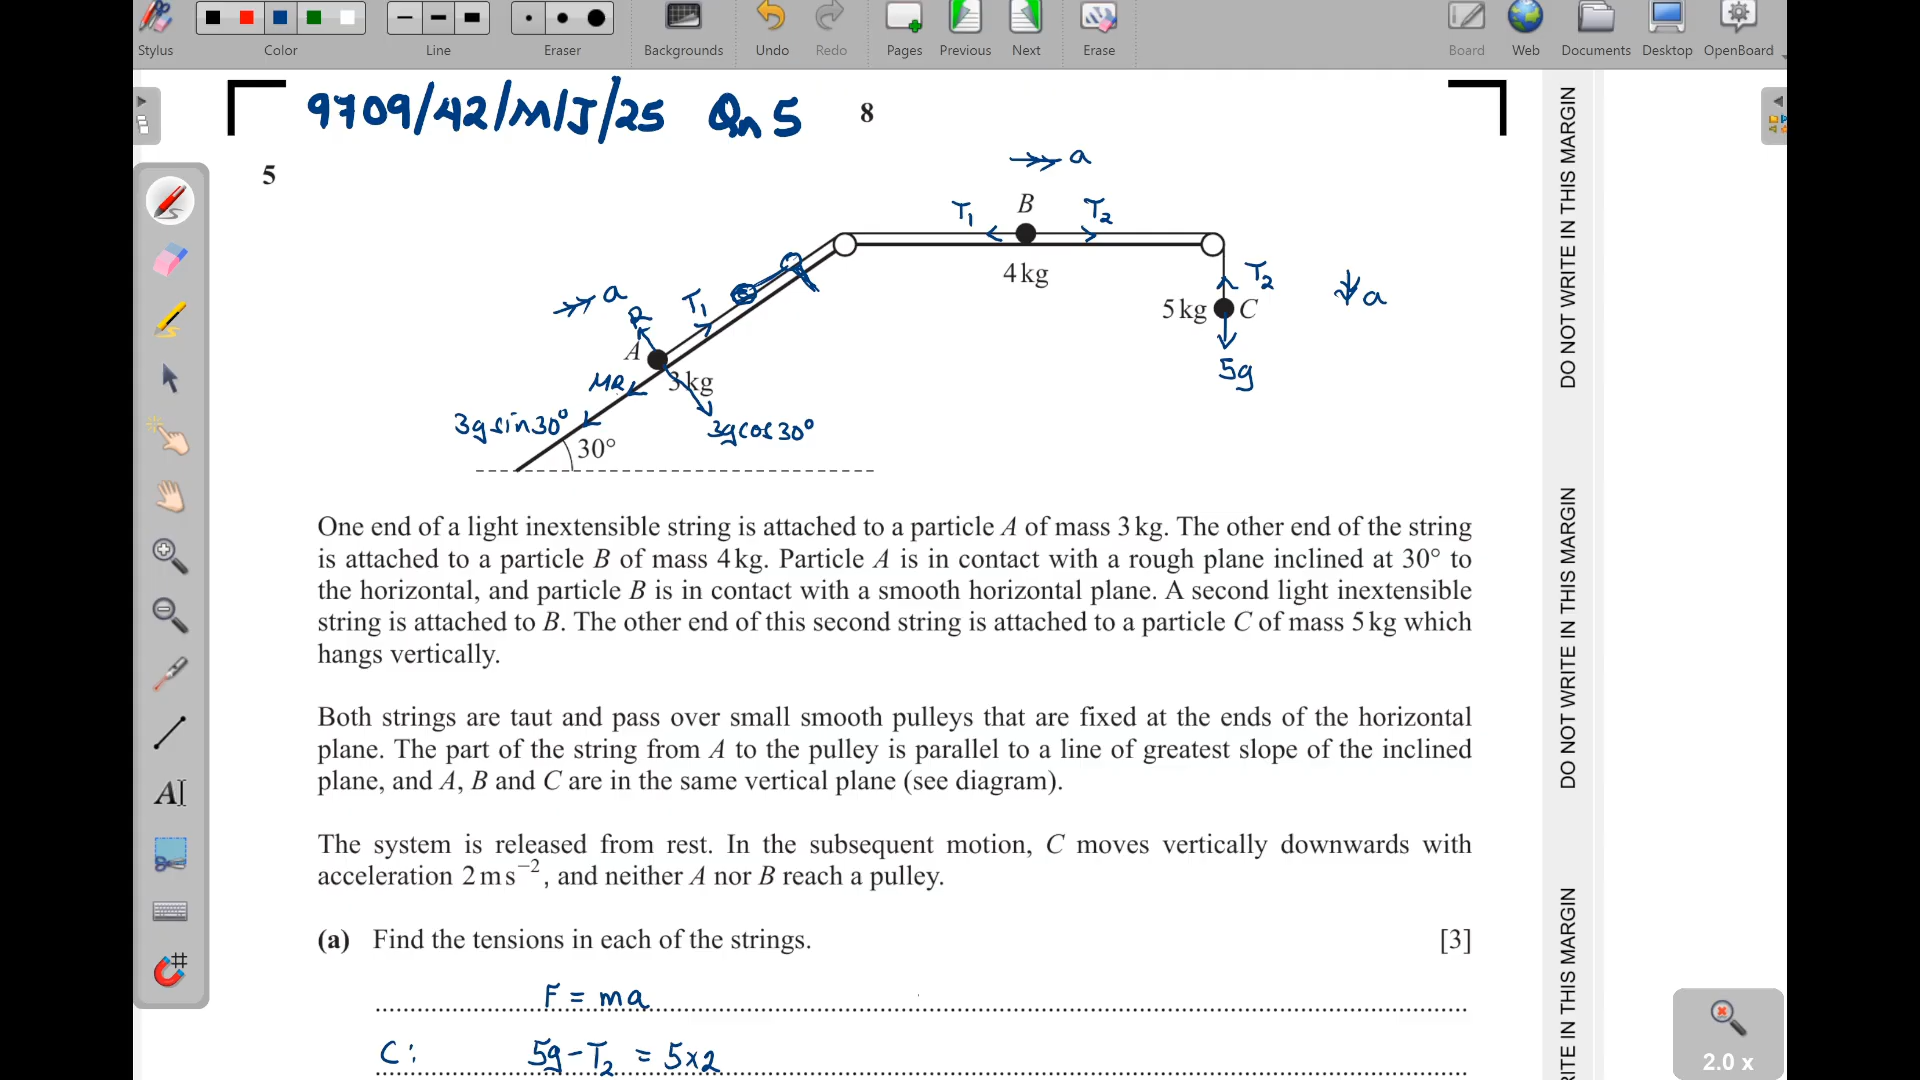 Stylus Color Line Eraser Backgrounds Undo Redo Pages Previous Next Erase Board Web Documents Desktop OpenBoard
9709/42/M/J/25 Qn 5
8
5
a
B
T1 T2
4 kg
T2
5 kg C
a
5g
a
R
T1
A
3 kg
μR
3g sin30°
3g cos30°
30°
One end of a light inextensible string is attached to a particle A of mass 3 kg. The other end of the string
is attached to a particle B of mass 4 kg. Particle A is in contact with a rough plane inclined at 30° to
the horizontal, and particle B is in contact with a smooth horizontal plane. A second light inextensible
string is attached to B. The other end of this second string is attached to a particle C of mass 5 kg which
hangs vertically.
Both strings are taut and pass over small smooth pulleys that are fixed at the ends of the horizontal
plane. The part of the string from A to the pulley is parallel to a line of greatest slope of the inclined
plane, and A, B and C are in the same vertical plane (see diagram).
The system is released from rest. In the subsequent motion, C moves vertically downwards with
acceleration 2 m s⁻², and neither A nor B reach a pulley.
(a) Find the tensions in each of the strings. [3]
F = ma
C: 5g - T2 = 5×2
DO NOT WRITE IN THIS MARGIN
DO NOT WRITE IN THIS MARGIN
RITE IN THIS MARGIN
2.0 x